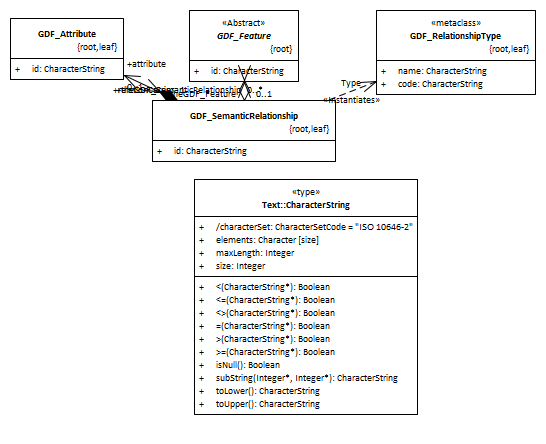 GDF_Attribute
{root,leaf}
+ id: CharacterString
«Abstract»
GDF_Feature
{root}
+ id: CharacterString
«metaclass»
GDF_RelationshipType
{root,leaf}
+ name: CharacterString
+ code: CharacterString
+attribute
Type
0..*
0..1
«instantiates»
GDF_SemanticRelationship
{root,leaf}
+ id: CharacterString
«type»
Text::CharacterString
+ /characterSet: CharacterSetCode = "ISO 10646-2"
+ elements: Character [size]
+ maxLength: Integer
+ size: Integer
+ <(CharacterString*): Boolean
+ <=(CharacterString*): Boolean
+ <>(CharacterString*): Boolean
+ =(CharacterString*): Boolean
+ >(CharacterString*): Boolean
+ >=(CharacterString*): Boolean
+ isNull(): Boolean
+ subString(Integer*, Integer*): CharacterString
+ toLower(): CharacterString
+ toUpper(): CharacterString